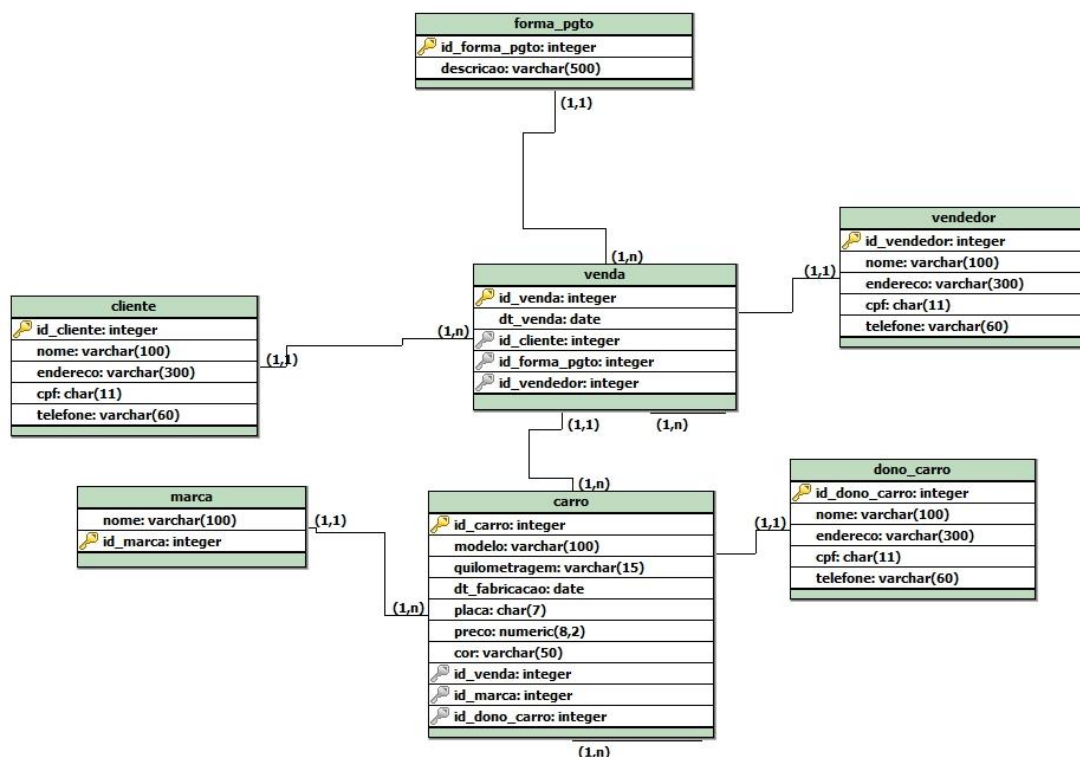 forma_pgto
id_forma_pgto: integer
descricao: varchar(500)
(1,1)
(1,n)
vendedor
id_vendedor: integer
nome: varchar(100)
endereco: varchar(300)
cpf: char(11)
telefone: varchar(60)
(1,1)
venda
id_venda: integer
dt_venda: date
id_cliente: integer
id_forma_pgto: integer
id_vendedor: integer
(1,n)
cliente
id_cliente: integer
nome: varchar(100)
endereco: varchar(300)
cpf: char(11)
telefone: varchar(60)
(1,1)
(1,n)
(1,1)
(1,n)
marca
nome: varchar(100)
id_marca: integer
(1,1)
(1,n)
carro
id_carro: integer
modelo: varchar(100)
quilometragem: varchar(15)
dt_fabricacao: date
placa: char(7)
preco: numeric(8,2)
cor: varchar(50)
id_venda: integer
id_marca: integer
id_dono_carro: integer
(1,n)
dono_carro
id_dono_carro: integer
nome: varchar(100)
endereco: varchar(300)
cpf: char(11)
telefone: varchar(60)
(1,1)